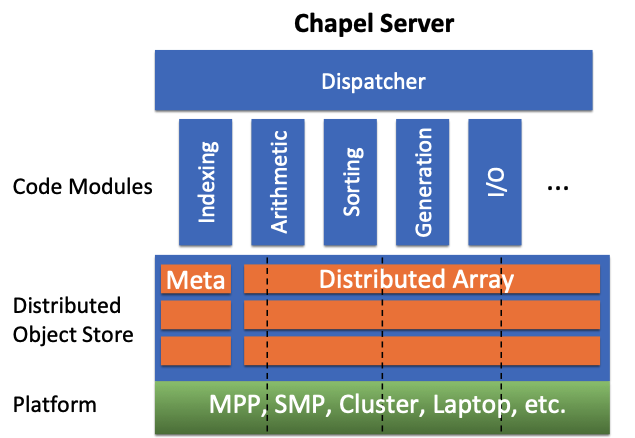 Chapel Server
Dispatcher
Code Modules
Indexing
Arithmetic
Sorting
Generation
I/O
...
Distributed
Object Store
Meta
Distributed Array
Platform
MPP, SMP, Cluster, Laptop, etc.